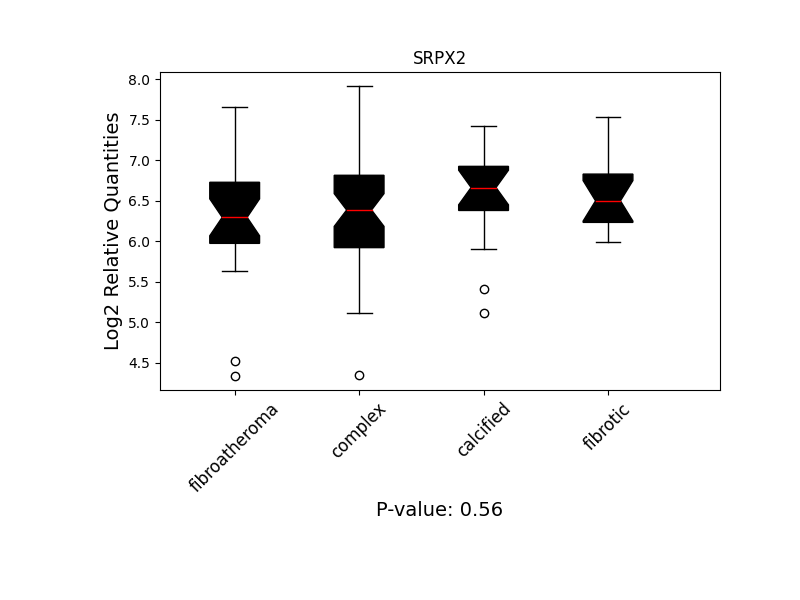 SRPX2
Log2 Relative Quantities
8.0
7.5
7.0
6.5
6.0
5.5
5.0
4.5
fibroatheroma
complex
calcified
fibrotic
P-value: 0.56